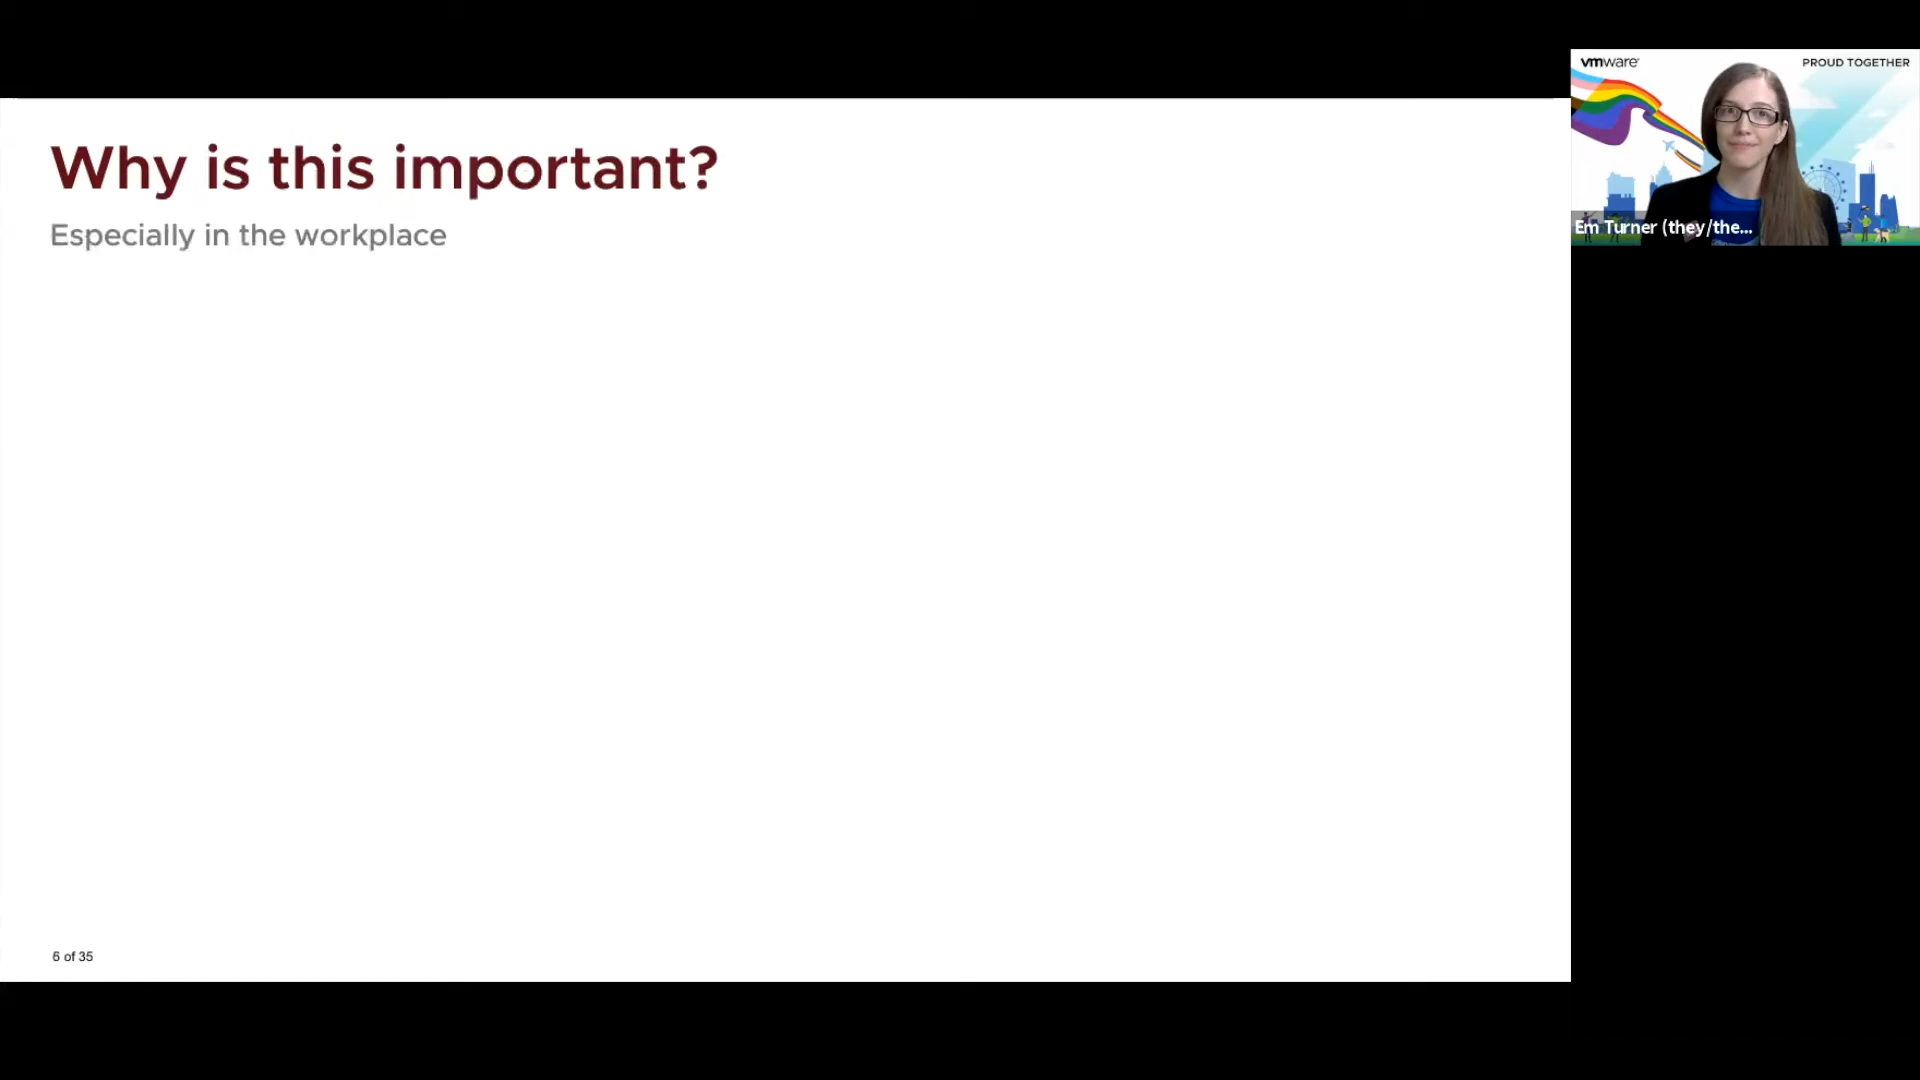 Why is this important?
Especially in the workplace
6 of 35
vmware
PROUD TOGETHER
Em Turner (they/the...